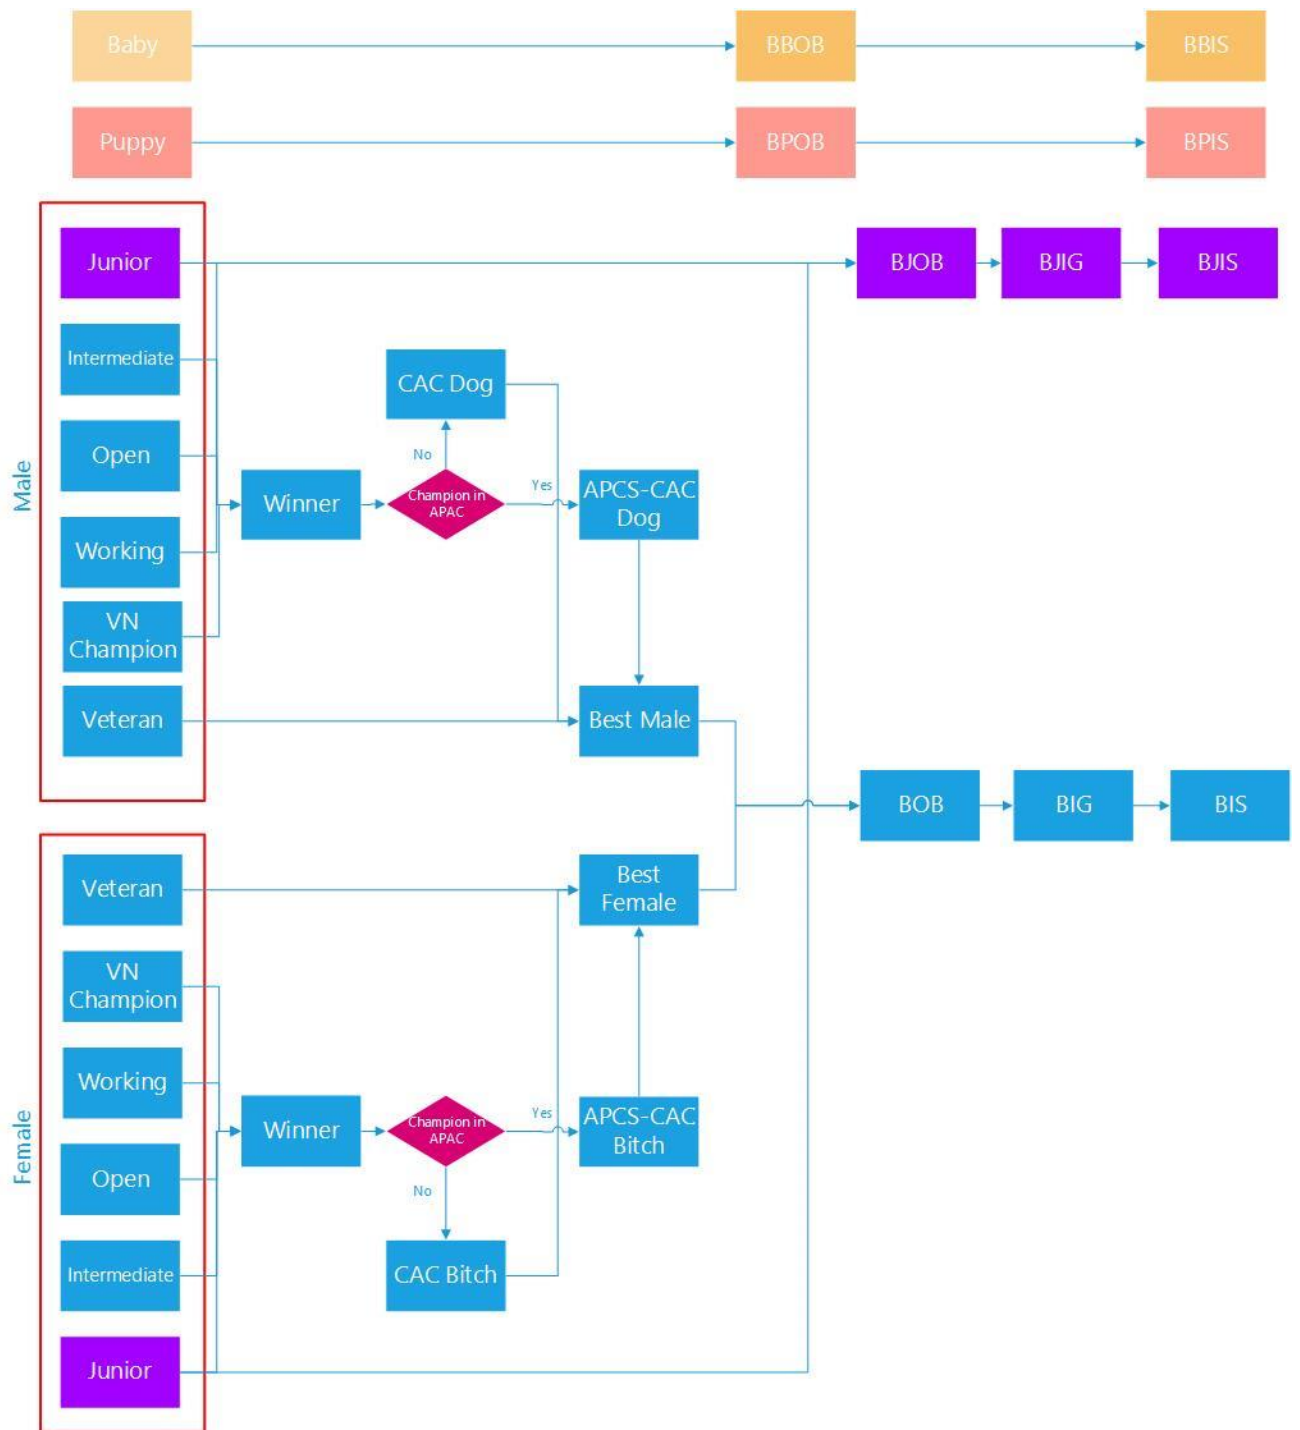 Baby
BBOB
BBIS
Puppy
BPOB
BPIS
Male
Junior
BJOB
BJIG
BJIS
Intermediate
CAC Dog
Open
No
Winner
Champion in
APAC
Yes
APCS-CAC
Dog
Working
VN
Champion
Veteran
Best Male
BOB
BIG
BIS
Female
Veteran
Best
Female
VN
Champion
Working
Winner
Champion in
APAC
Yes
APCS-CAC
Bitch
Open
No
Intermediate
CAC Bitch
Junior